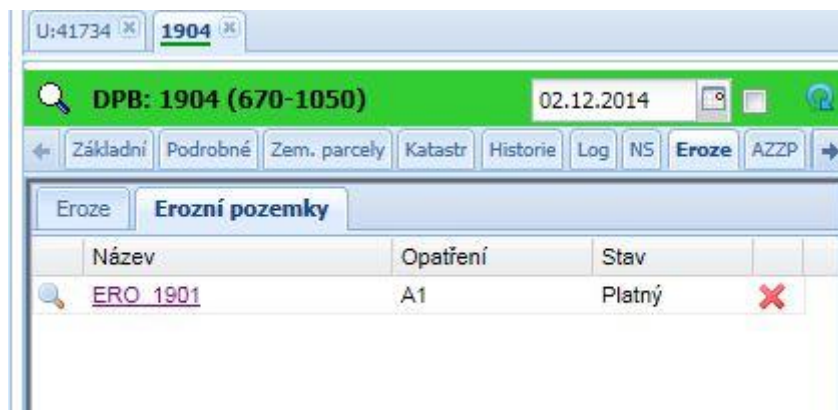 U:41734 1904
DPB: 1904 (670-1050) 02.12.2014
Základní Podrobné Zem. parcely Katastr Historie Log NS Eroze AZZP
Eroze Erozní pozemky
Název Opatření Stav
ERO_1901 A1 Platný